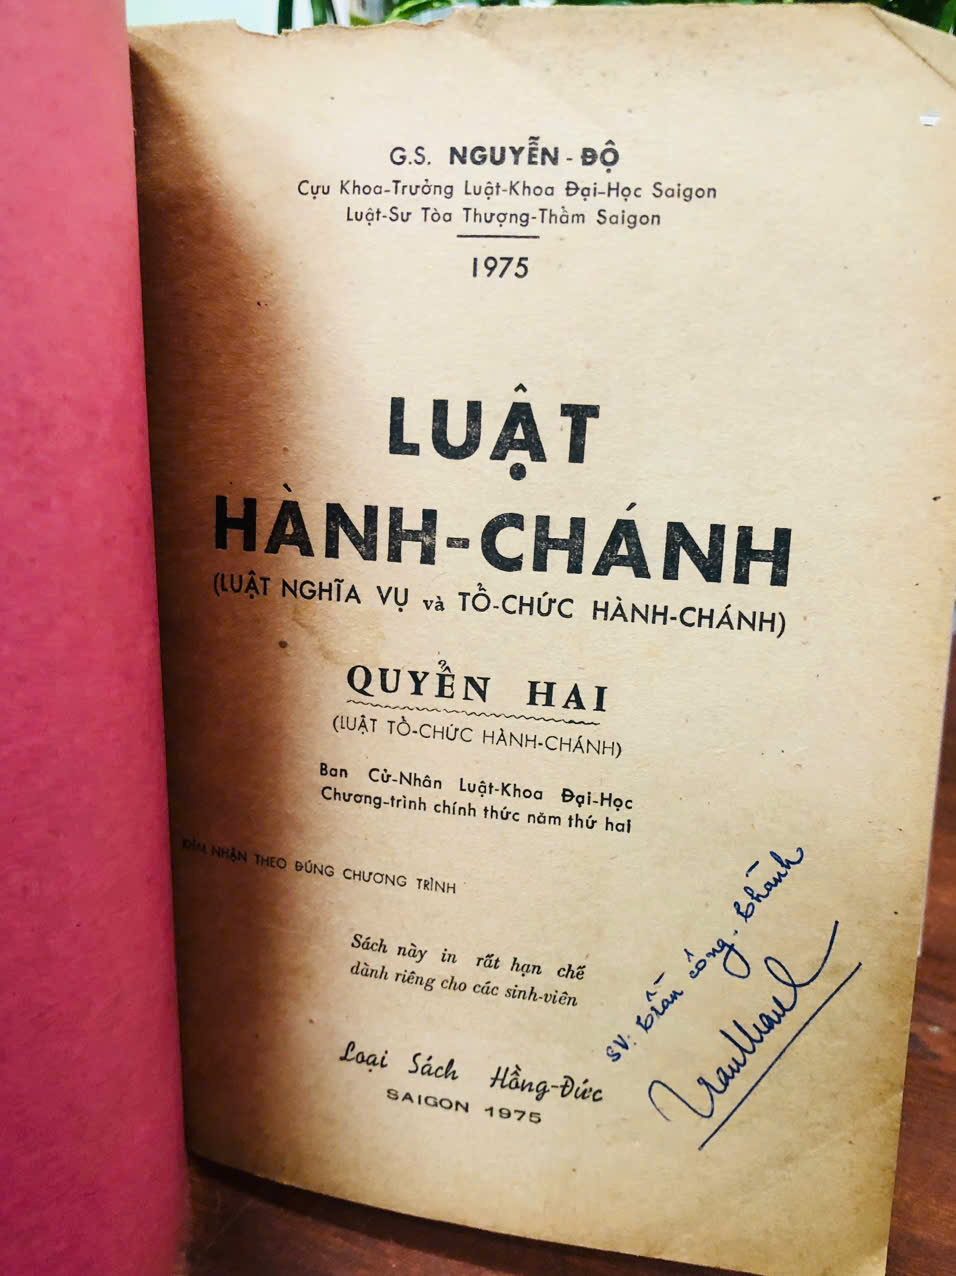 G.S. NGUYỄN - ĐỘ
Cựu Khoa-Trưởng Luật-Khoa Đại-Học Saigon
Luật-Sư Tòa Thượng-Thẩm Saigon
1975
LUẬT
HÀNH-CHÁNH
(LUẬT NGHĨA VỤ và TỔ-CHỨC HÀNH-CHÁNH)
QUYỂN HAI
(LUẬT TỔ-CHỨC HÀNH-CHÁNH)
Ban Cử-Nhân Luật-Khoa Đại-Học
Chương-trình chính thức năm thứ hai
NHẬN THEO ĐÚNG CHƯƠNG TRÌNH
Sách này in rất hạn chế
dành riêng cho các sinh-viên
SV. Trần Công. Thành
Loại Sách Hồng-Đức
SAIGON 1975